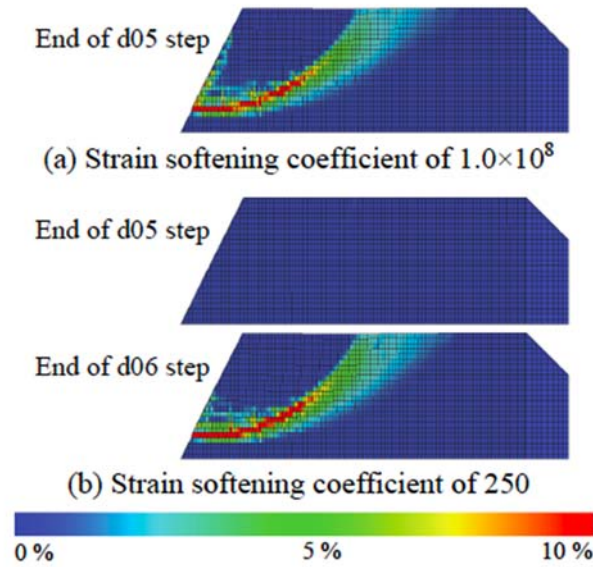 End of d05 step
(a) Strain softening coefficient of 1.0×10⁸
End of d05 step
End of d06 step
(b) Strain softening coefficient of 250
0 % 5 % 10 %